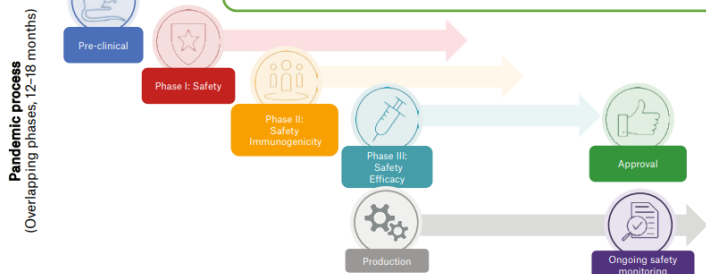 Pandemic process
(Overlapping phases, 12–18 months)
Pre-clinical
Phase I: Safety
Phase II:
Safety
Immunogenicity
Phase III:
Safety
Efficacy
Approval
Production
Ongoing safety
monitoring